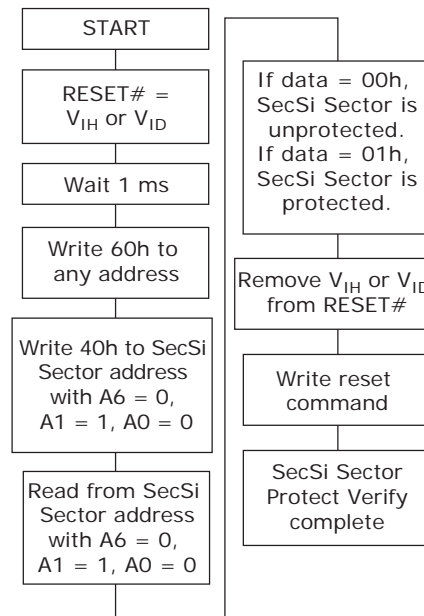 START
RESET# =
VIH or VID
Wait 1 ms
Write 60h to
any address
Write 40h to SecSi
Sector address
with A6 = 0,
A1 = 1, A0 = 0
Read from SecSi
Sector address
with A6 = 0,
A1 = 1, A0 = 0
If data = 00h,
SecSi Sector is
unprotected.
If data = 01h,
SecSi Sector is
protected.
Remove VIH or VID
from RESET#
Write reset
command
SecSi Sector
Protect Verify
complete